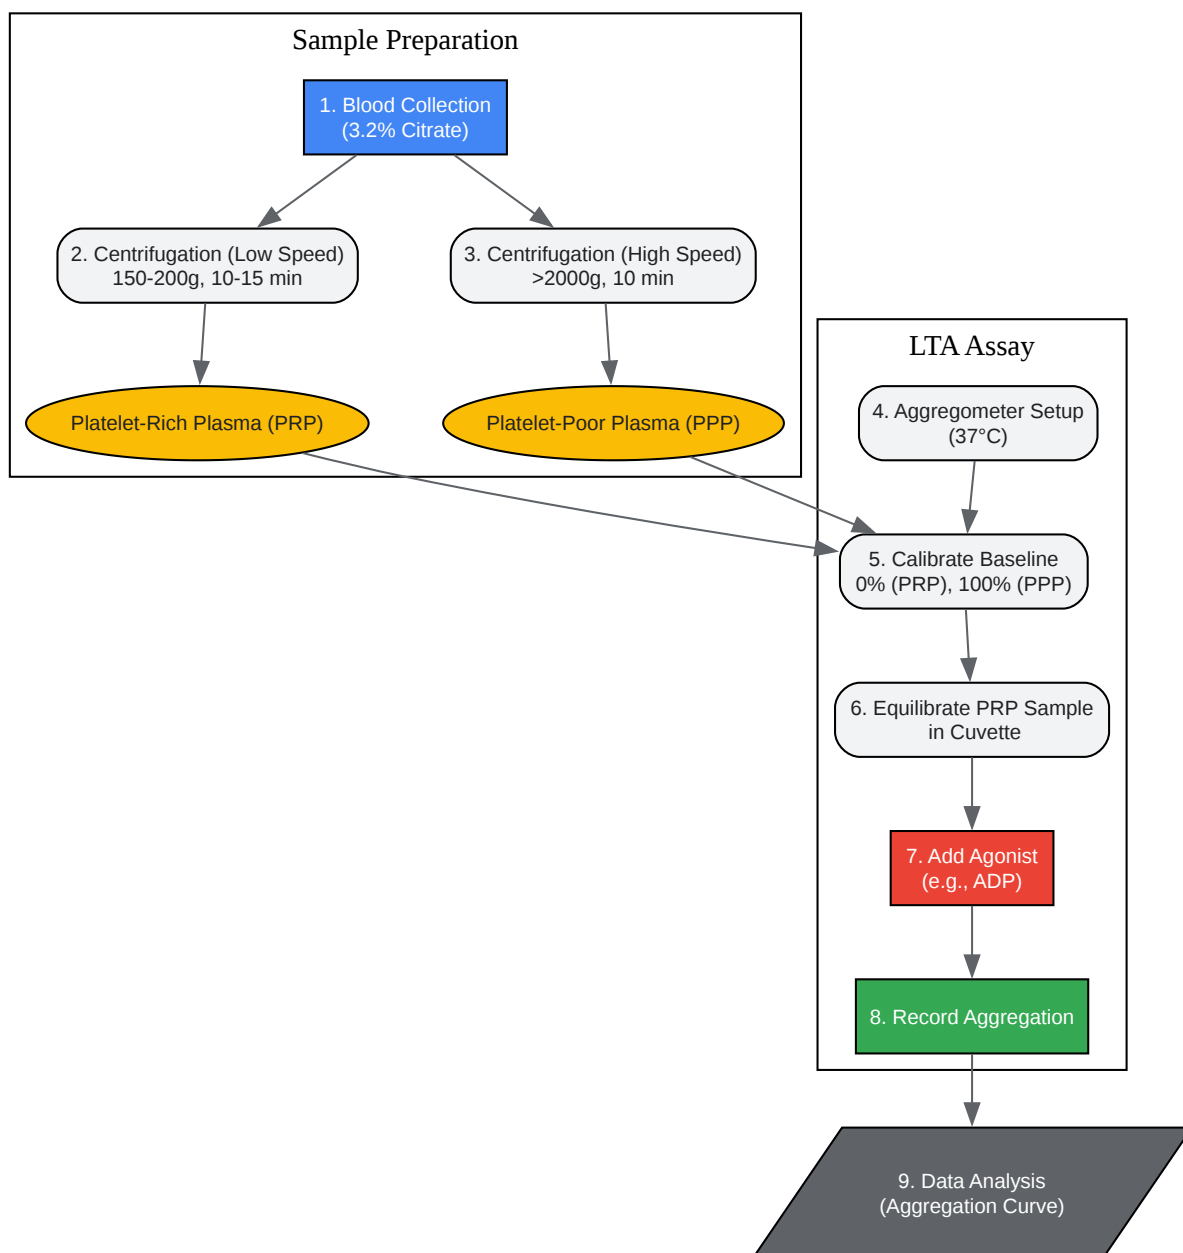 Sample Preparation
1. Blood Collection
(3.2% Citrate)
2. Centrifugation (Low Speed)
150-200g, 10-15 min
3. Centrifugation (High Speed)
>2000g, 10 min
Platelet-Rich Plasma (PRP)
Platelet-Poor Plasma (PPP)
LTA Assay
4. Aggregometer Setup
(37°C)
5. Calibrate Baseline
0% (PRP), 100% (PPP)
6. Equilibrate PRP Sample
in Cuvette
7. Add Agonist
(e.g., ADP)
8. Record Aggregation
9. Data Analysis
(Aggregation Curve)